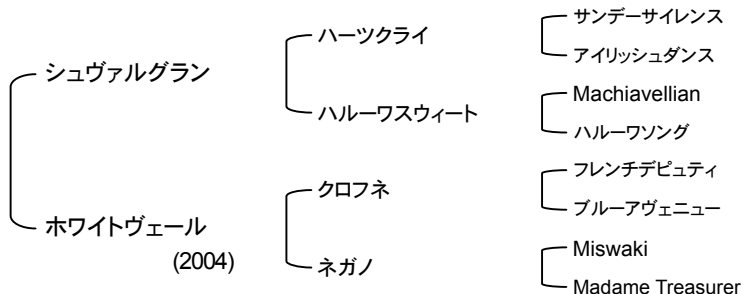 シュヴァルグラン
ホワイトヴェール
(2004)
ハーツクライ
ハルーワスウィート
クロフネ
ネガノ
サンデーサイレンス
アイリッシュダンス
Machiavellian
ハルーワソング
フレンチデピュティ
ブルーアヴェニュー
Miswaki
Madame Treasurer